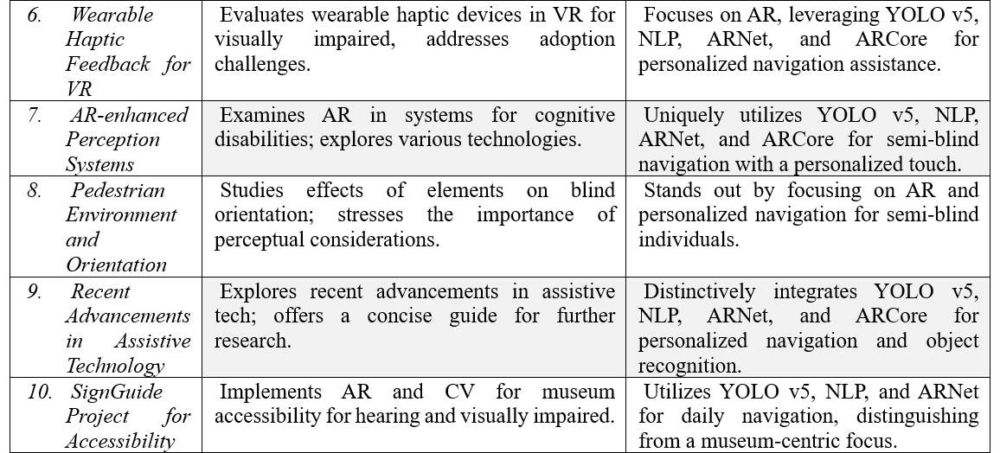 6. Wearable
Haptic
Feedback for
VR
Evaluates wearable haptic devices in VR for
visually impaired, addresses adoption
challenges.
Focuses on AR, leveraging YOLO v5,
NLP, ARNet, and ARCore for
personalized navigation assistance.
7. AR-enhanced
Perception
Systems
Examines AR in systems for cognitive
disabilities; explores various technologies.
Uniquely utilizes YOLO v5, NLP,
ARNet, and ARCore for semi-blind
navigation with a personalized touch.
8. Pedestrian
Environment
and
Orientation
Studies effects of elements on blind
orientation; stresses the importance of
perceptual considerations.
Stands out by focusing on AR and
personalized navigation for semi-blind
individuals.
9. Recent
Advancements
in Assistive
Technology
Explores recent advancements in assistive
tech; offers a concise guide for further
research.
Distinctively integrates YOLO v5,
NLP, ARNet, and ARCore for
personalized navigation and object
recognition.
10. SignGuide
Project for
Accessibility
Implements AR and CV for museum
accessibility for hearing and visually impaired.
Utilizes YOLO v5, NLP, and ARNet
for daily navigation, distinguishing
from a museum-centric focus.